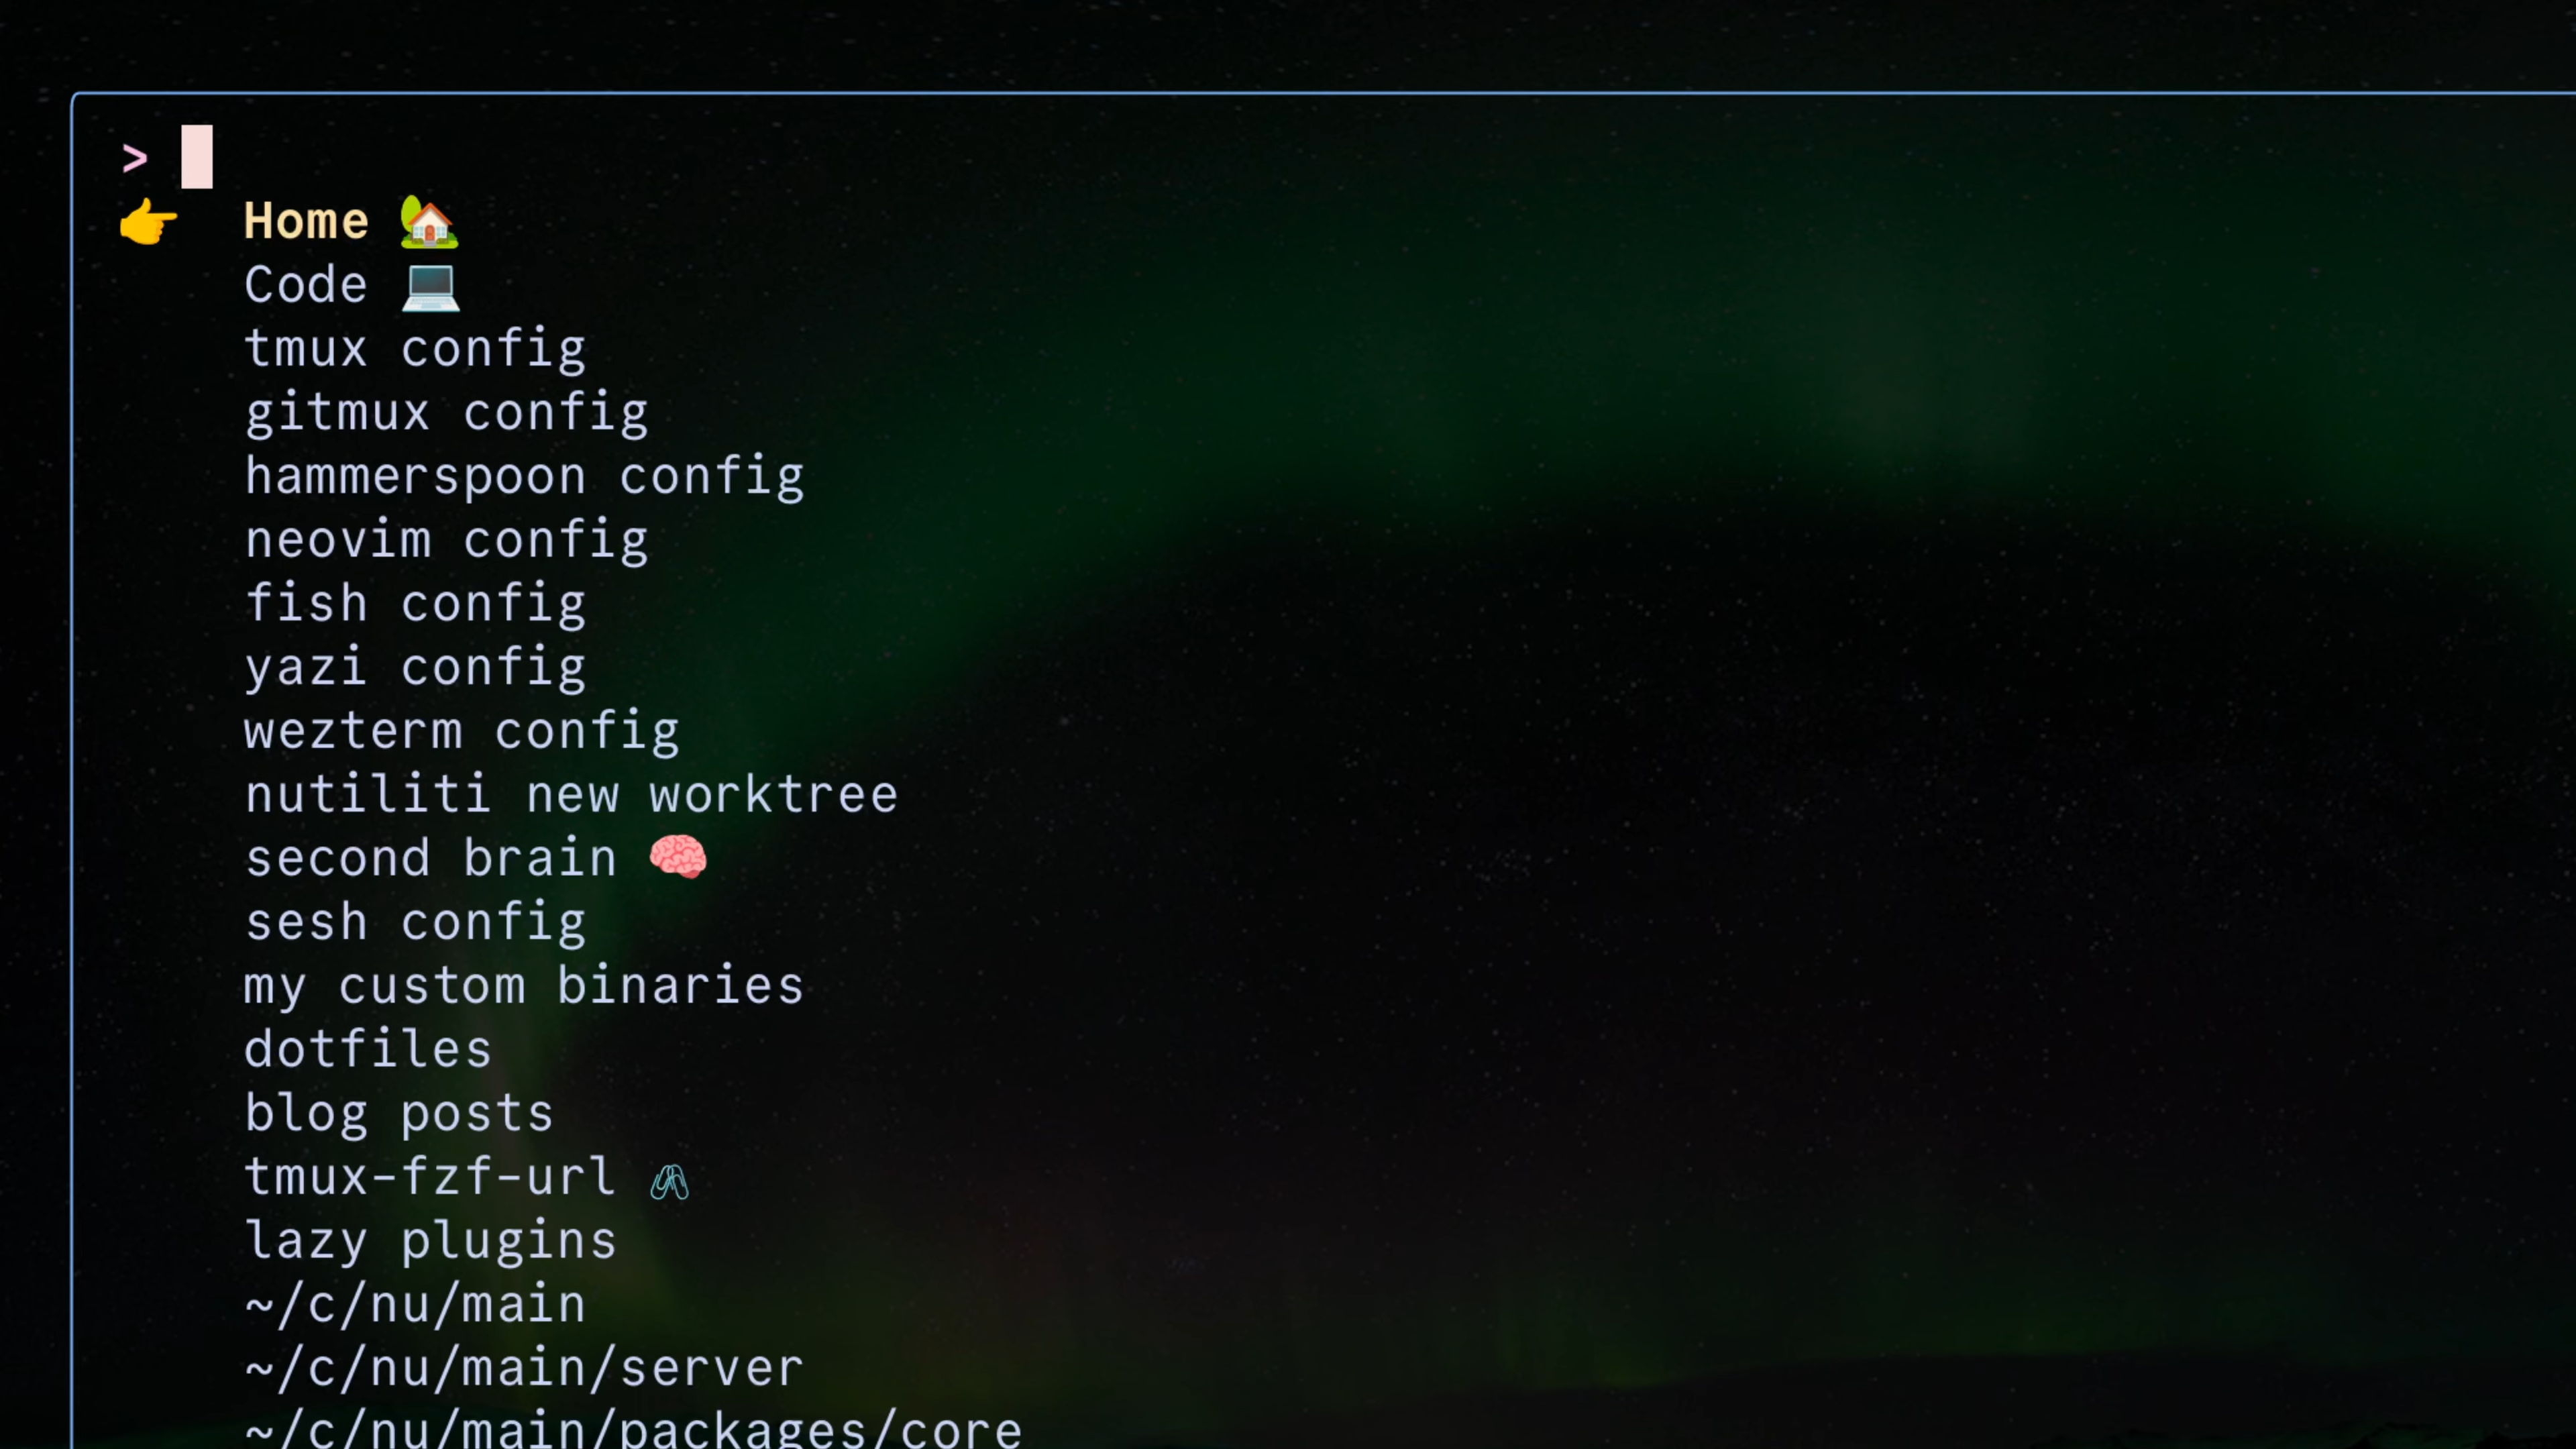 >
👉 Home 🏡
Code 💻
tmux config
gitmux config
hammerspoon config
neovim config
fish config
yazi config
wezterm config
nutiliti new worktree
second brain 🧠
sesh config
my custom binaries
dotfiles
blog posts
tmux-fzf-url 🖇
lazy plugins
~/c/nu/main
~/c/nu/main/server
~/c/nu/main/packages/core